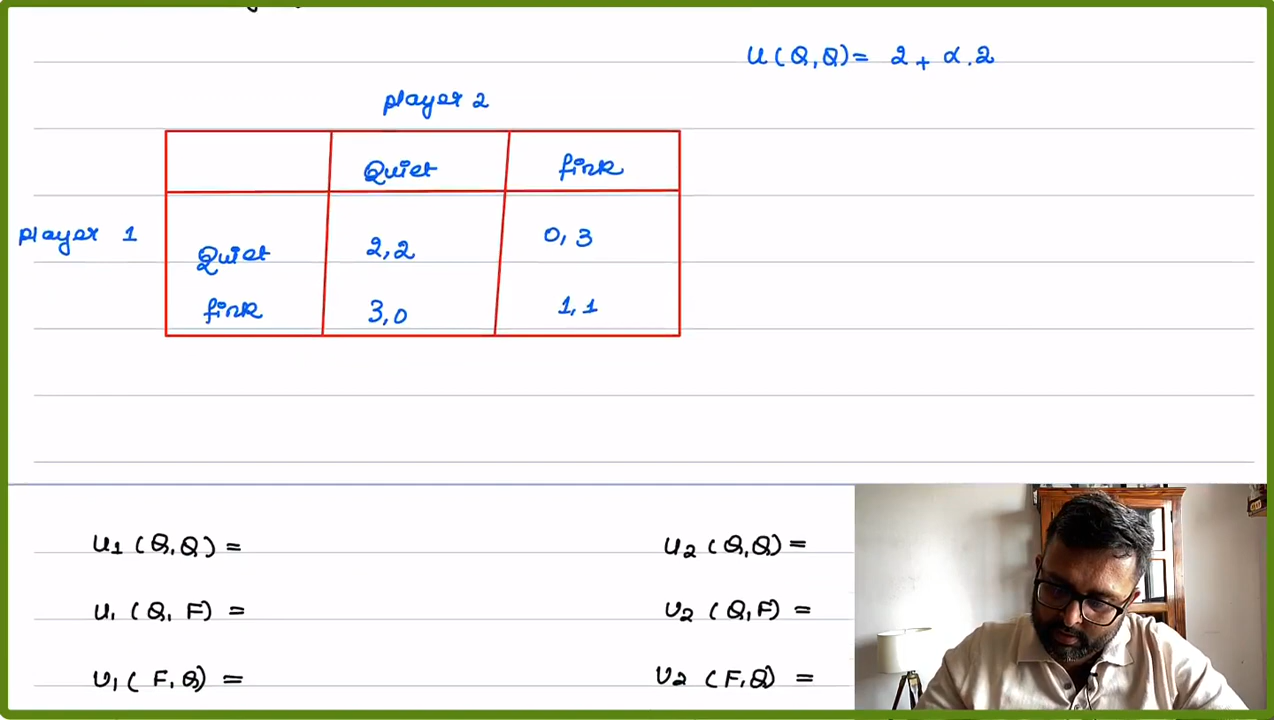 U(Q,Q)= 2 + α.2
player 2
Quiet fink
player 1
Quiet 2,2 0,3
fink 3,0 1,1
U1 (Q,Q) = U2 (Q,Q) =
U1 (Q, F) = U2 (Q,F) =
U1 ( F,Q) = U2 (F,Q) =